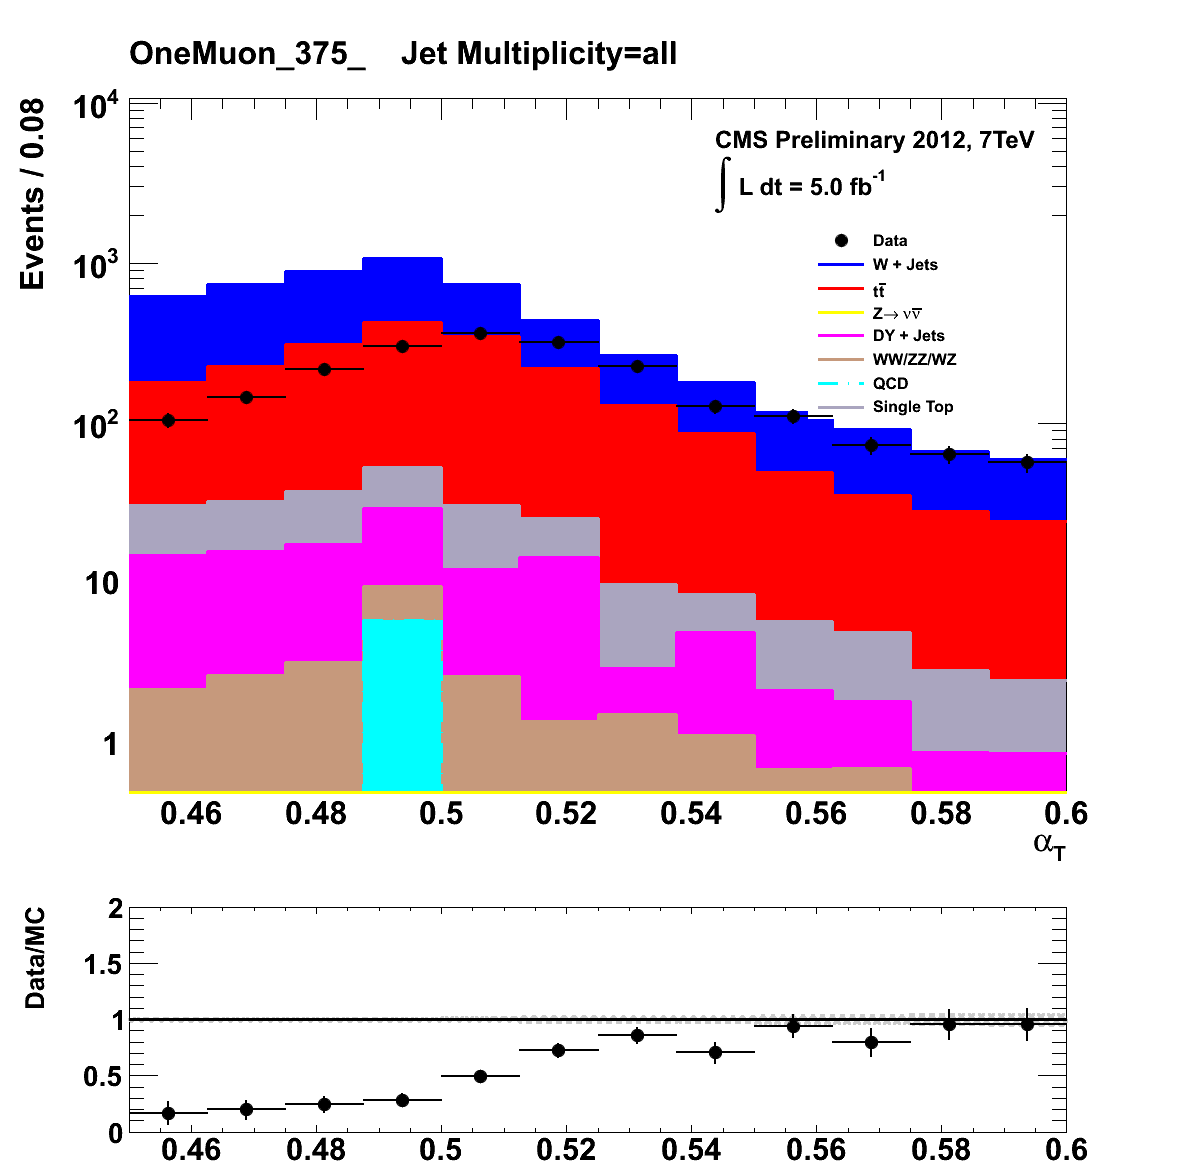 OneMuon_375_ Jet Multiplicity=all
Events / 0.08
10⁴
10³
10²
10
1
CMS Preliminary 2012, 7TeV
∫ L dt = 5.0 fb⁻¹
Data
W + Jets
tt̅
Z→ νν̅
DY + Jets
WW/ZZ/WZ
QCD
Single Top
0.46 0.48 0.5 0.52 0.54 0.56 0.58 0.6
α_T
Data/MC
2
1.5
1
0.5
0
0.46 0.48 0.5 0.52 0.54 0.56 0.58 0.6